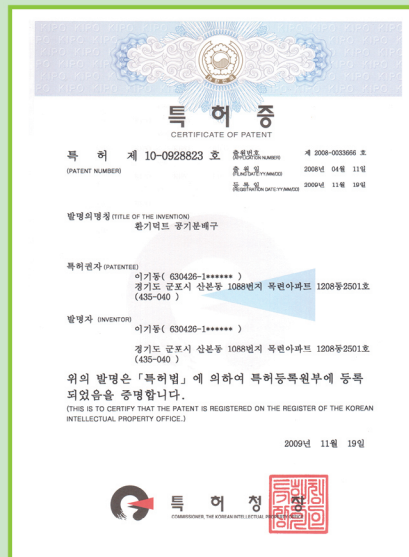 특 허 증
CERTIFICATE OF PATENT
특 허 제 10-0928823 호
(PATENT NUMBER)
출원번호 제 2008-0033666 호
(APPLICATION NUMBER)
출 원 일 2008년 04월 11일
(FILING DATE:YY/MM/DD)
등 록 일 2009년 11월 19일
(REGISTRATION DATE:YY/MM/DD)
발명의명칭 (TITLE OF THE INVENTION)
환기덕트 공기분배구
특허권자 (PATENTEE)
이기동( 630426-1****** )
경기도 군포시 산본동 1088번지 목련아파트 1208동2501호
(435-040 )
발명자 (INVENTOR)
이기동( 630426-1****** )
경기도 군포시 산본동 1088번지 목련아파트 1208동2501호
(435-040 )
위의 발명은 「특허법」에 의하여 특허등록원부에 등록
되었음을 증명합니다.
(THIS IS TO CERTIFY THAT THE PATENT IS REGISTERED ON THE REGISTER OF THE KOREAN
INTELLECTUAL PROPERTY OFFICE.)
2009년 11월 19일
특 허 청 장
COMMISSIONER, THE KOREAN INTELLECTUAL PROPERTY OFFICE